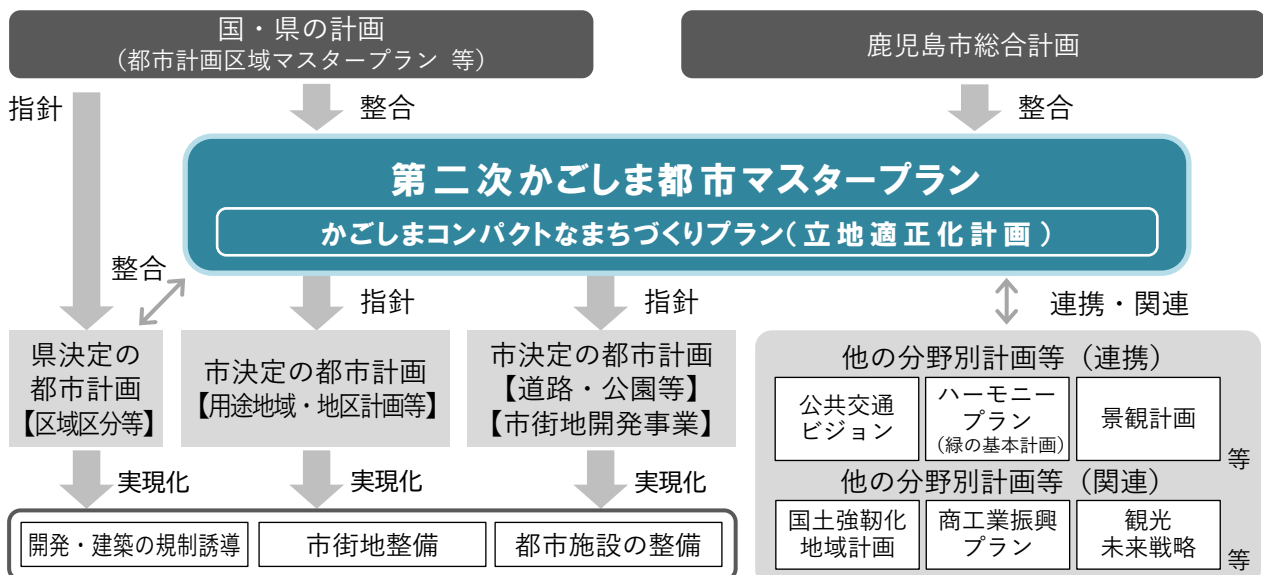 国・県の計画
（都市計画区域マスタープラン 等）
鹿児島市総合計画
指針
整合
整合
第二次かごしま都市マスタープラン
かごしまコンパクトなまちづくりプラン（立地適正化計画）
整合
指針
指針
連携・関連
県決定の
都市計画
【区域区分等】
市決定の都市計画
【用途地域・地区計画等】
市決定の都市計画
【道路・公園等】
【市街地開発事業】
他の分野別計画等（連携）
公共交通
ビジョン
ハーモニー
プラン
（緑の基本計画）
景観計画
等
他の分野別計画等（関連）
国土強靭化
地域計画
商工業振興
プラン
観光
未来戦略
等
実現化
実現化
実現化
開発・建築の規制誘導
市街地整備
都市施設の整備